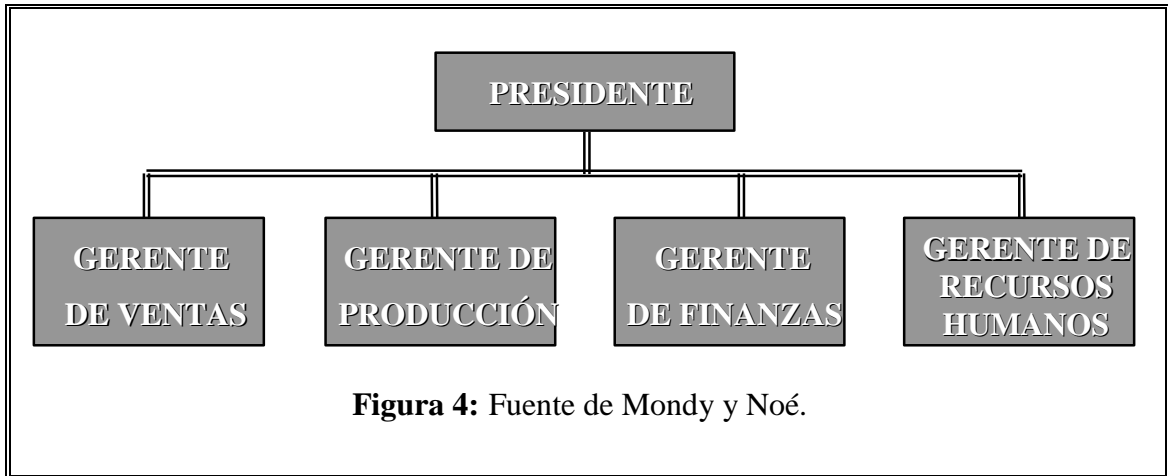 PRESIDENTE
GERENTE
DE VENTAS
GERENTE DE
PRODUCCIÓN
GERENTE
DE FINANZAS
GERENTE DE
RECURSOS
HUMANOS
Figura 4: Fuente de Mondy y Noé.